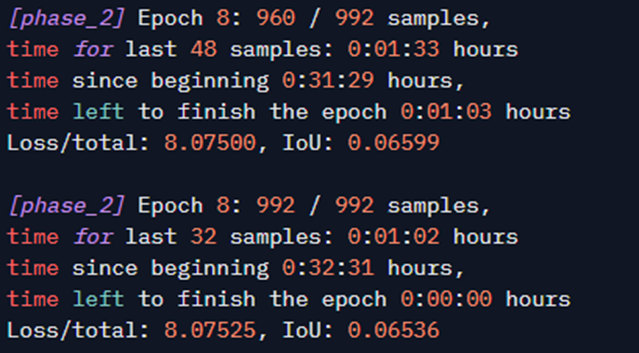 [phase_2] Epoch 8: 960 / 992 samples,
time for last 48 samples: 0:01:33 hours
time since beginning 0:31:29 hours,
time left to finish the epoch 0:01:03 hours
Loss/total: 8.07500, IoU: 0.06599
[phase_2] Epoch 8: 992 / 992 samples,
time for last 32 samples: 0:01:02 hours
time since beginning 0:32:31 hours,
time left to finish the epoch 0:00:00 hours
Loss/total: 8.07525, IoU: 0.06536